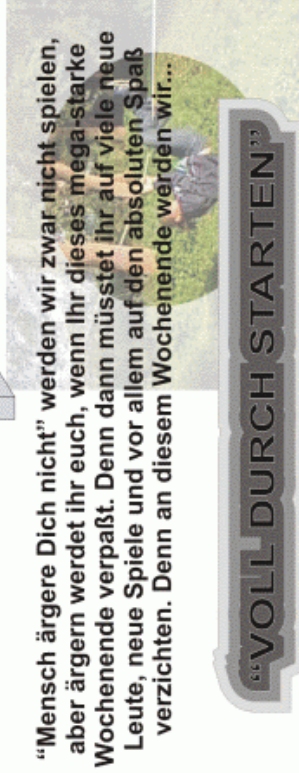 “Mensch ärgere Dich nicht” werden wir zwar nicht spielen,
aber ärgern werdet ihr euch, wenn Ihr dieses mega-starke
Wochenende verpaßt. Denn dann müsstet ihr auf viele neue
Leute, neue Spiele und vor allem auf den absoluten Spaß
verzichten. Denn an diesem Wochenende werden wir...
“VOLL DURCH STARTEN”